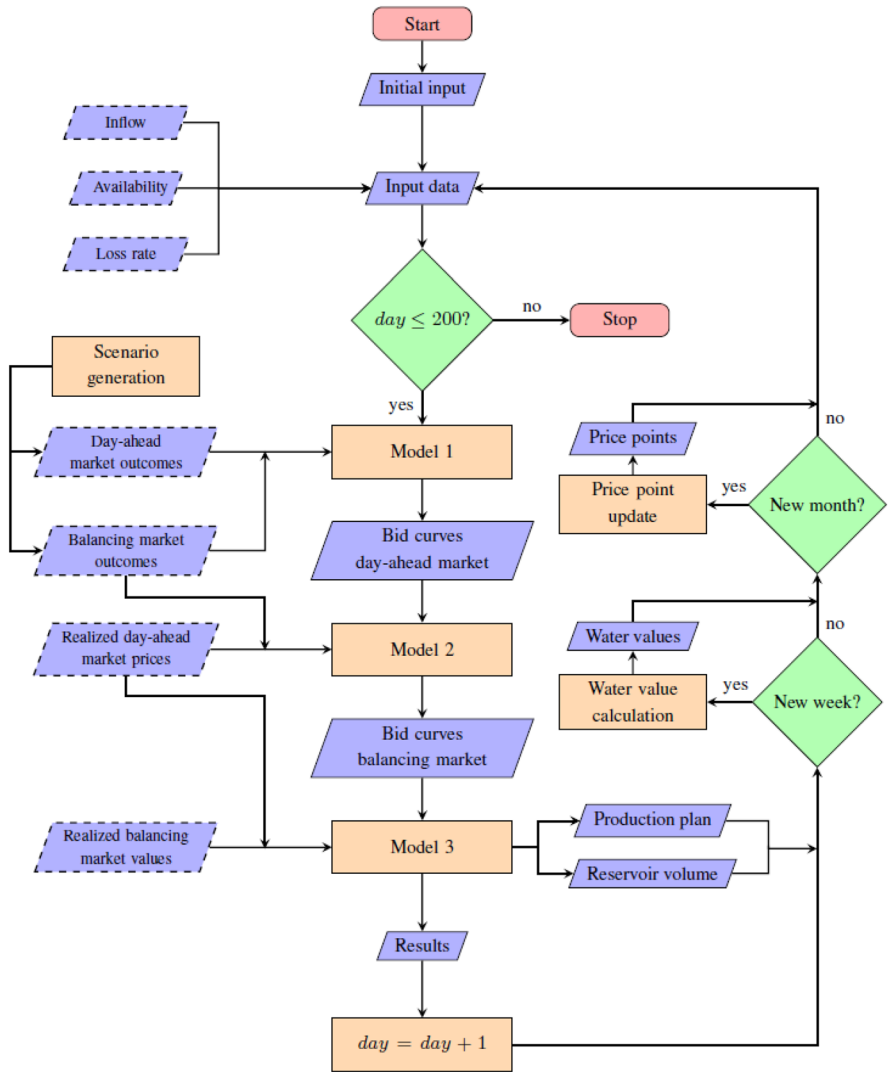 Start
Initial input
Inflow
Availability
Input data
Loss rate
day ≤ 200?
no
Stop
Scenario
generation
yes
Day-ahead
market outcomes
Model 1
Price points
no
Price point
update
yes
New month?
Balancing market
outcomes
Bid curves
day-ahead market
Realized day-ahead
market prices
Model 2
Water values
no
Water value
calculation
yes
New week?
Bid curves
balancing market
Realized balancing
market values
Model 3
Production plan
Reservoir volume
Results
day = day + 1